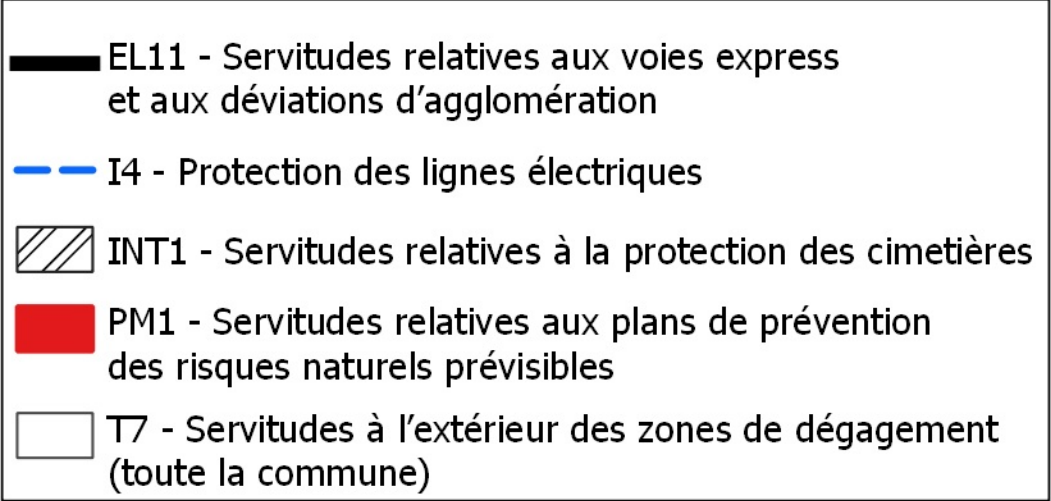 EL11 - Servitudes relatives aux voies express
et aux déviations d’agglomération
I4 - Protection des lignes électriques
INT1 - Servitudes relatives à la protection des cimetières
PM1 - Servitudes relatives aux plans de prévention
des risques naturels prévisibles
T7 - Servitudes à l’extérieur des zones de dégagement
(toute la commune)